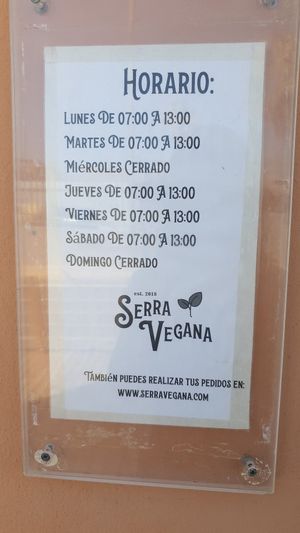 HORARIO:
LUNES DE 07:00 A 13:00
MARTES DE 07:00 A 13:00
MIÉRCOLES CERRADO
JUEVES DE 07:00 A 13:00
VIERNES DE 07:00 A 13:00
SÁBADO DE 07:00 A 13:00
DOMINGO CERRADO
est. 2018
SERRA
VEGANA
TAMBIÉN PUEDES REALIZAR TUS PEDIDOS EN:
WWW.SERRAVEGANA.COM